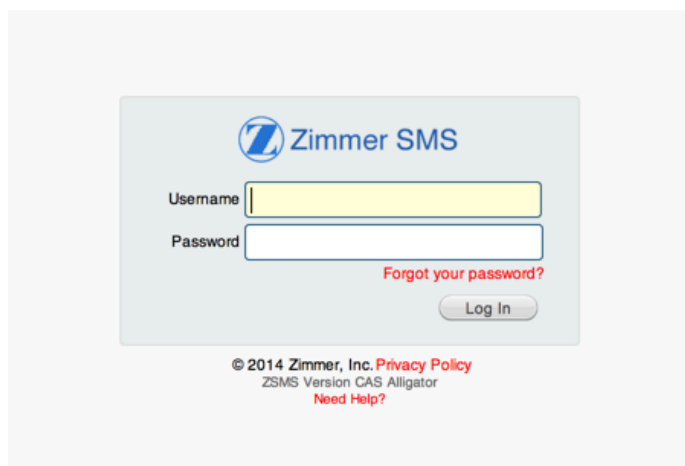 Z Zimmer SMS
Username
Password
Forgot your password?
Log In
© 2014 Zimmer, Inc. Privacy Policy
ZSMS Version CAS Alligator
Need Help?